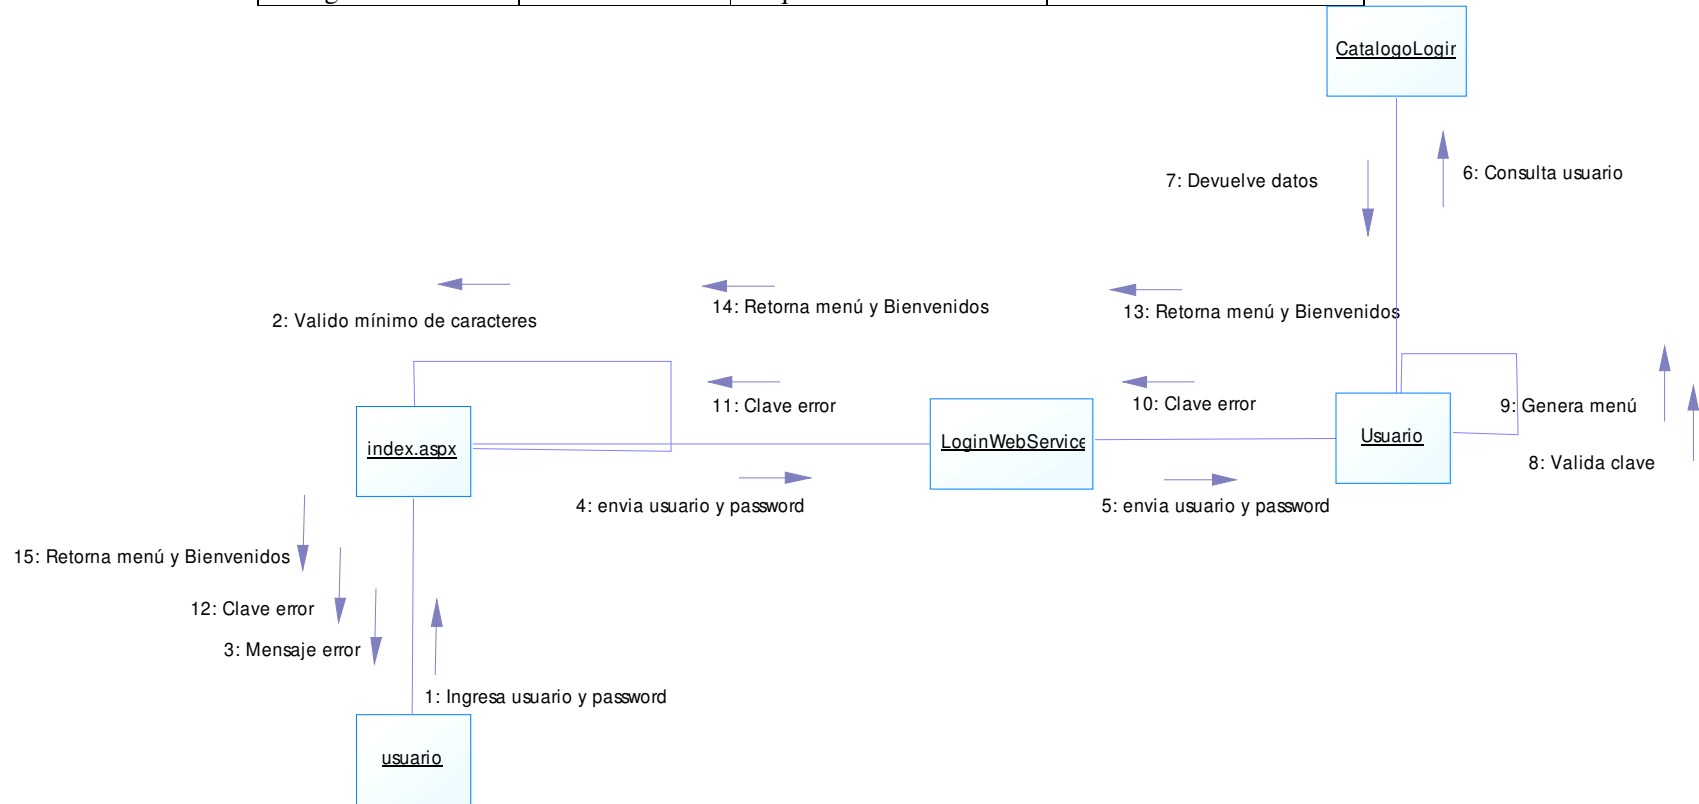 CatalogoLogin
7: Devuelve datos
6: Consulta usuario
14: Retorna menú y Bienvenidos
13: Retorna menú y Bienvenidos
2: Valido mínimo de caracteres
11: Clave error
10: Clave error
9: Genera menú
index.aspx
LoginWebService
Usuario
8: Valida clave
4: envia usuario y password
5: envia usuario y password
15: Retorna menú y Bienvenidos
12: Clave error
3: Mensaje error
1: Ingresa usuario y password
usuario